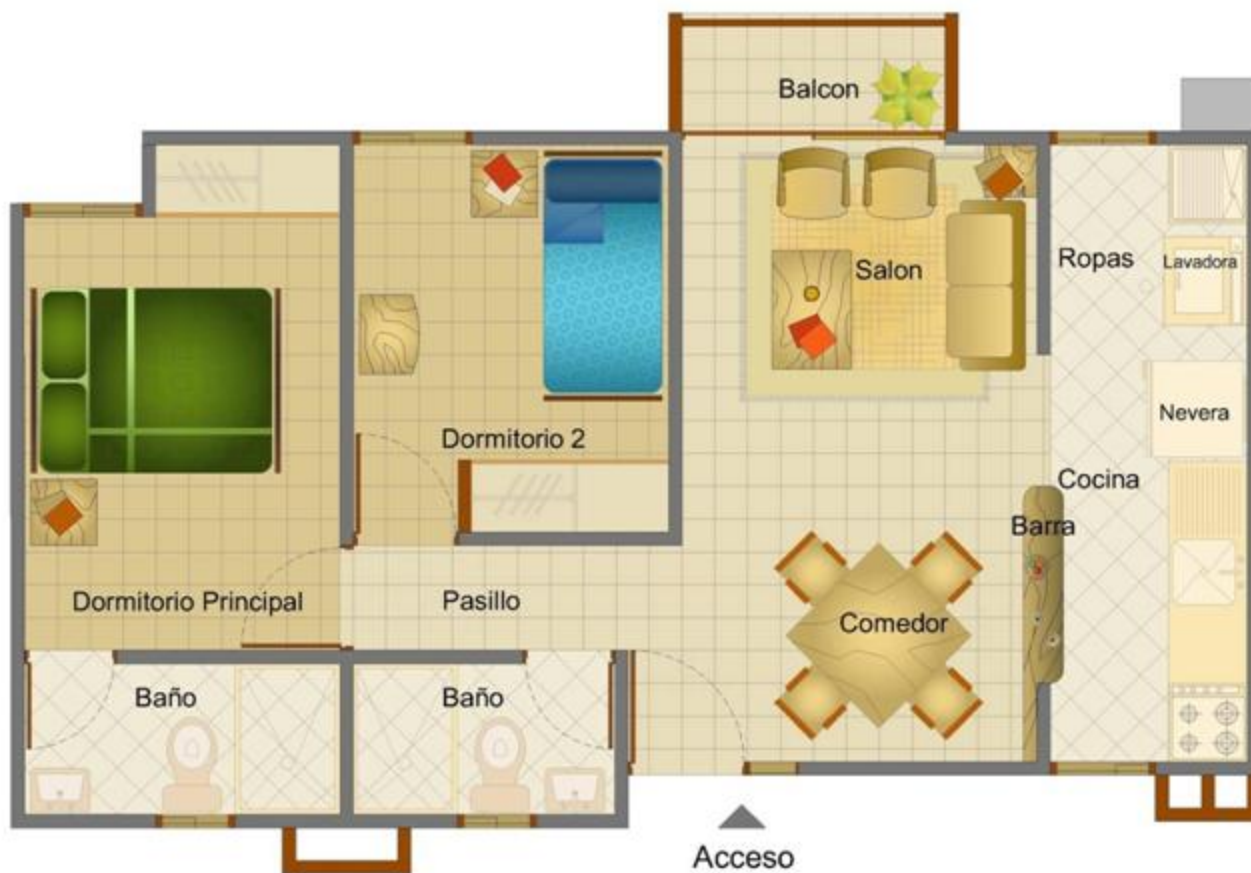 Balcon
Salon
Ropas
Lavadora
Nevera
Dormitorio 2
Cocina
Barra
Dormitorio Principal
Pasillo
Comedor
Baño
Baño
Acceso